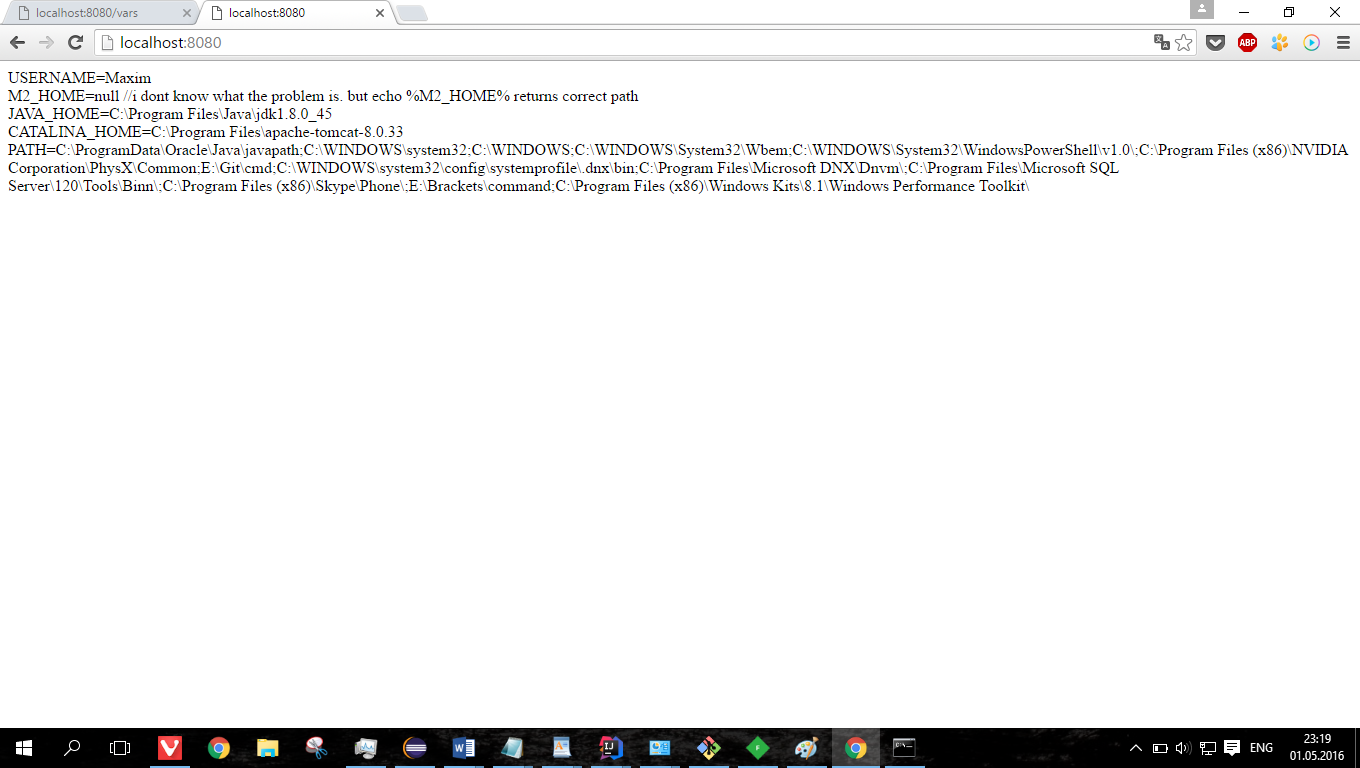 localhost:8080/vars
localhost:8080
localhost:8080
ABP
USERNAME=Maxim
M2_HOME=null //i dont know what the problem is. but echo %M2_HOME% returns correct path
JAVA_HOME=C:\Program Files\Java\jdk1.8.0_45
CATALINA_HOME=C:\Program Files\apache-tomcat-8.0.33
PATH=C:\ProgramData\Oracle\Java\javapath;C:\WINDOWS\system32;C:\WINDOWS;C:\WINDOWS\System32\Wbem;C:\WINDOWS\System32\WindowsPowerShell\v1.0\;C:\Program Files (x86)\NVIDIA
Corporation\PhysX\Common;E:\Git\cmd;C:\WINDOWS\system32\config\systemprofile\.dnx\bin;C:\Program Files\Microsoft DNX\Dnvm\;C:\Program Files\Microsoft SQL
Server\120\Tools\Binn\;C:\Program Files (x86)\Skype\Phone\;E:\Brackets\command;C:\Program Files (x86)\Windows Kits\8.1\Windows Performance Toolkit\
ENG
23:19
01.05.2016